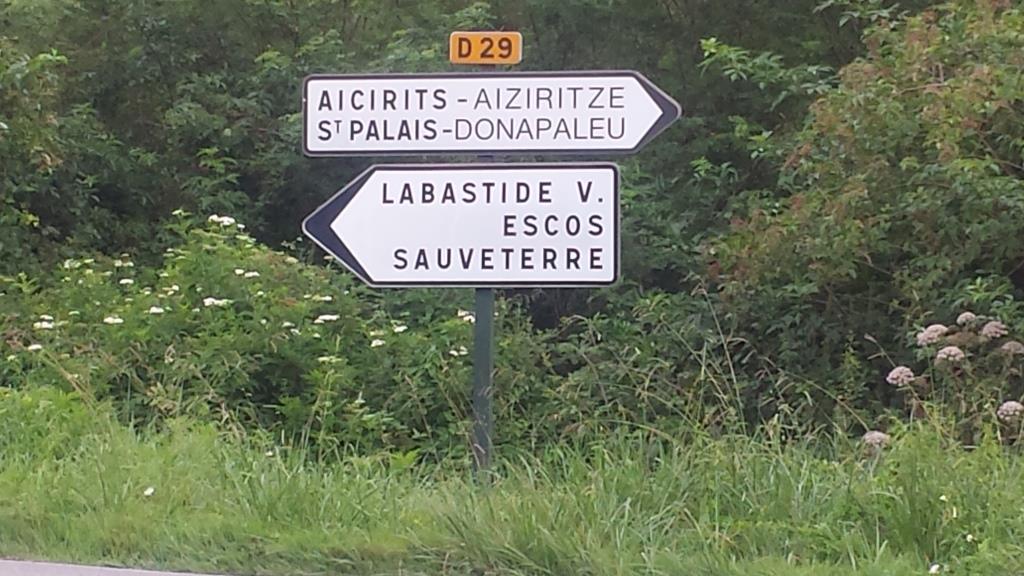 D 29
AICIRITS - AIZIRITZE
ST PALAIS - DONAPALEU
LABASTIDE V.
ESCOS
SAUVETERRE